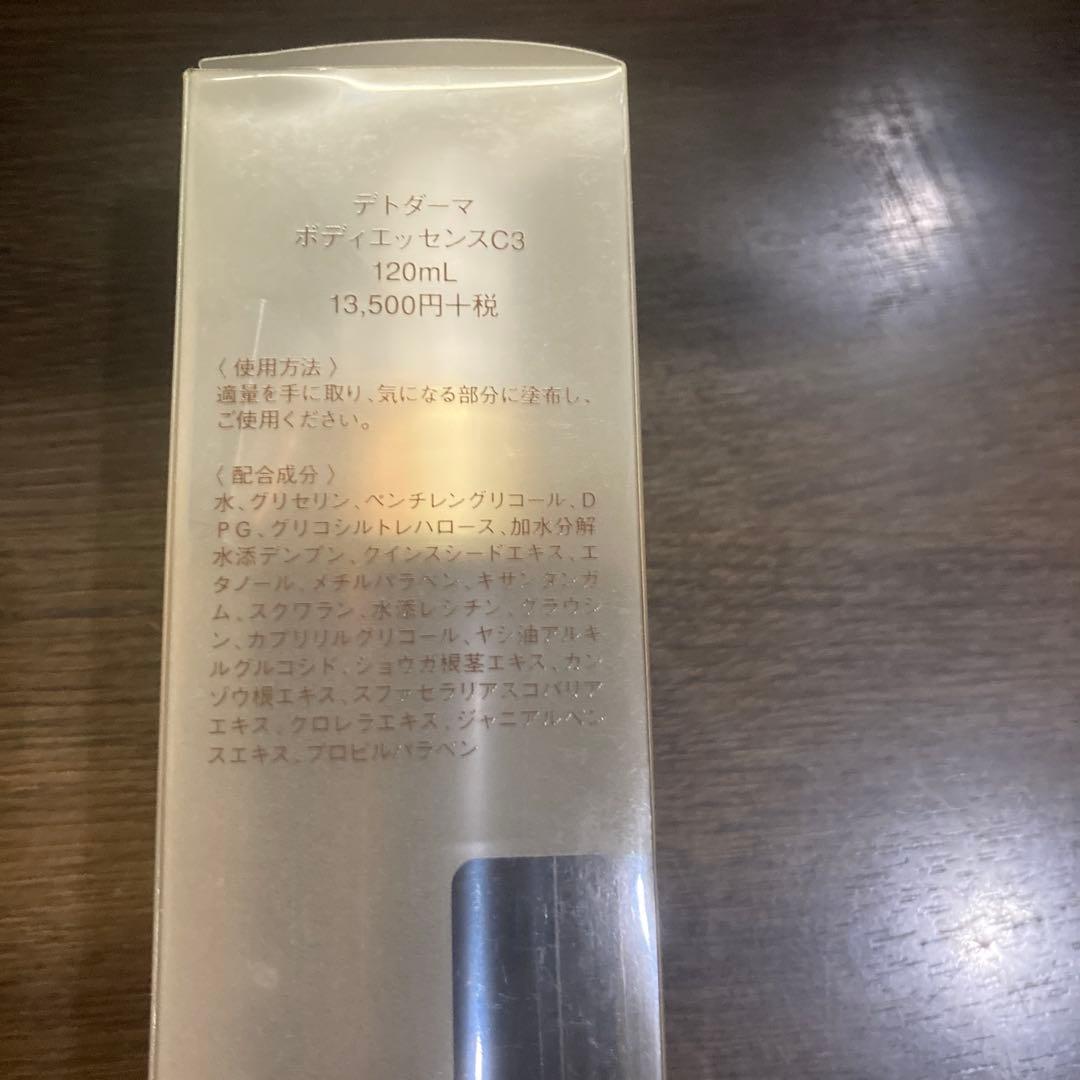 デトダーマ
ボディエッセンスC3
120mL
13,500円+税
〈 使用方法 〉
適量を手に取り、気になる部分に塗布し、
ご使用ください。
〈 配合成分 〉
水、グリセリン、ペンチレングリコール、D
PG、グリコシルトレハロース、加水分解
水添デンプン、クインスシードエキス、エ
タノール、メチルパラベン、キサンタンガ
ム、スクワラン、水添レシチン、クラウシ
ン、カプリリルグリコール、ヤシ油アルキ
ルグルコシド、ショウガ根茎エキス、カン
ゾウ根エキス、スファセラリアスコパリア
エキス、クロレラエキス、ジャニアルベン
スエキス、プロピルパラベン